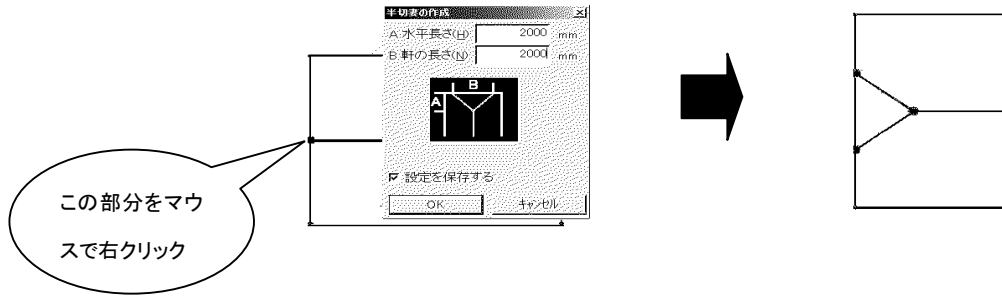 半切妻の作成
A 水平長さ(H) 2000 mm
B 軒の長さ(N) 2000 mm
B
A
設定を保存する
OK キャンセル
この部分をマウ
スで右クリック